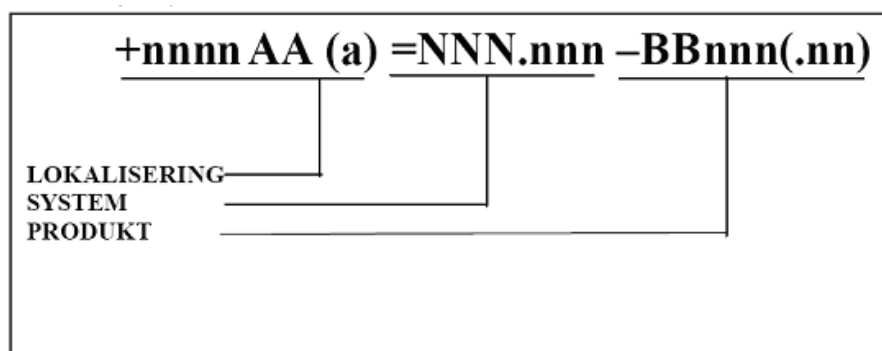 +nnnn AA (a) =NNN.nnn –BBnnn(.nn)
LOKALISERING
SYSTEM
PRODUKT